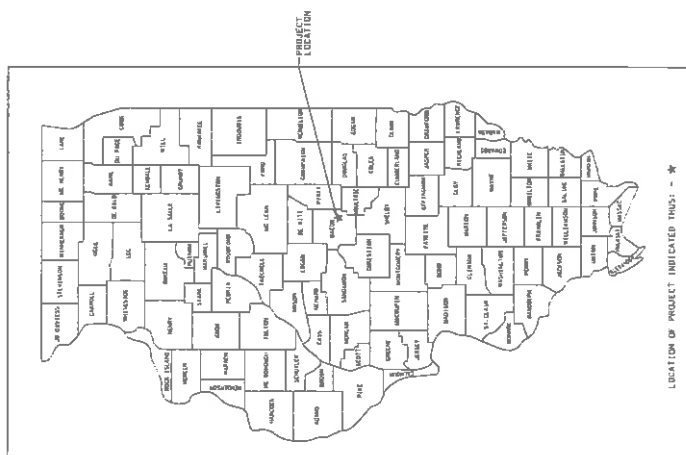 PROJECT
LOCATION
JO DAVIESS
STEPHENSON
WINNEBAGO
BOONE
MC HENRY
LAKE
CARROLL
OGLE
DE KALB
KANE
DU PAGE
COOK
WHITESIDE
LEE
KENDALL
WILL
ROCK ISLAND
HENRY
BUREAU
LA SALLE
GRUNDY
MERCER
PUTNAM
KANKAKEE
HENDERSON
WARREN
KNOX
STARK
MARSHALL
LIVINGSTON
IROQUOIS
PEORIA
WOODFORD
HANCOCK
MC DONOUGH
FULTON
TAZEWELL
MC LEAN
FORD
SCHUYLER
MASON
LOGAN
DE WITT
PIATT
CHAMPAIGN
VERMILION
ADAMS
BROWN
CASS
MENARD
MACON
PIKE
SCOTT
MORGAN
SANGAMON
CHRISTIAN
MOULTRIE
DOUGLAS
EDGAR
SHELBY
COLES
CALHOUN
GREENE
JERSEY
MACOUPIN
MONTGOMERY
CUMBERLAND
CLARK
FAYETTE
EFFINGHAM
JASPER
CRAWFORD
MADISON
BOND
CLAY
RICHLAND
LAWRENCE
ST. CLAIR
CLINTON
MARION
WAYNE
EDWARDS
WABASH
MONROE
WASHINGTON
JEFFERSON
RANDOLPH
PERRY
FRANKLIN
HAMILTON
WHITE
JACKSON
WILLIAMSON
SALINE
GALLATIN
UNION
JOHNSON
POPE
HARDIN
PULASKI
MASSAC
LOCATION OF PROJECT INDICATED THUS: - ★